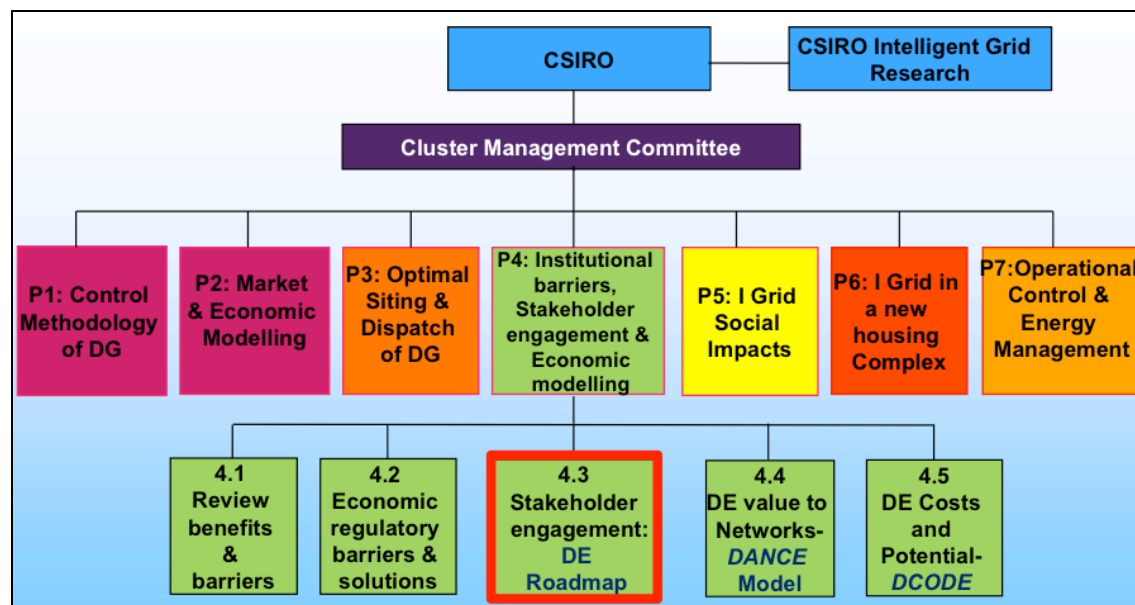 CSIRO
CSIRO Intelligent Grid
Research
Cluster Management Committee
P1: Control
Methodology
of DG
P2: Market
& Economic
Modelling
P3: Optimal
Siting &
Dispatch
of DG
P4: Institutional
barriers,
Stakeholder
engagement &
Economic
modelling
P5: I Grid
Social
Impacts
P6: I Grid in
a new
housing
Complex
P7:Operational
Control &
Energy
Management
4.1
Review
benefits
&
barriers
4.2
Economic
regulatory
barriers &
solutions
4.3
Stakeholder
engagement:
DE
Roadmap
4.4
DE value to
Networks-
DANCE
Model
4.5
DE Costs
and
Potential-
DCODE